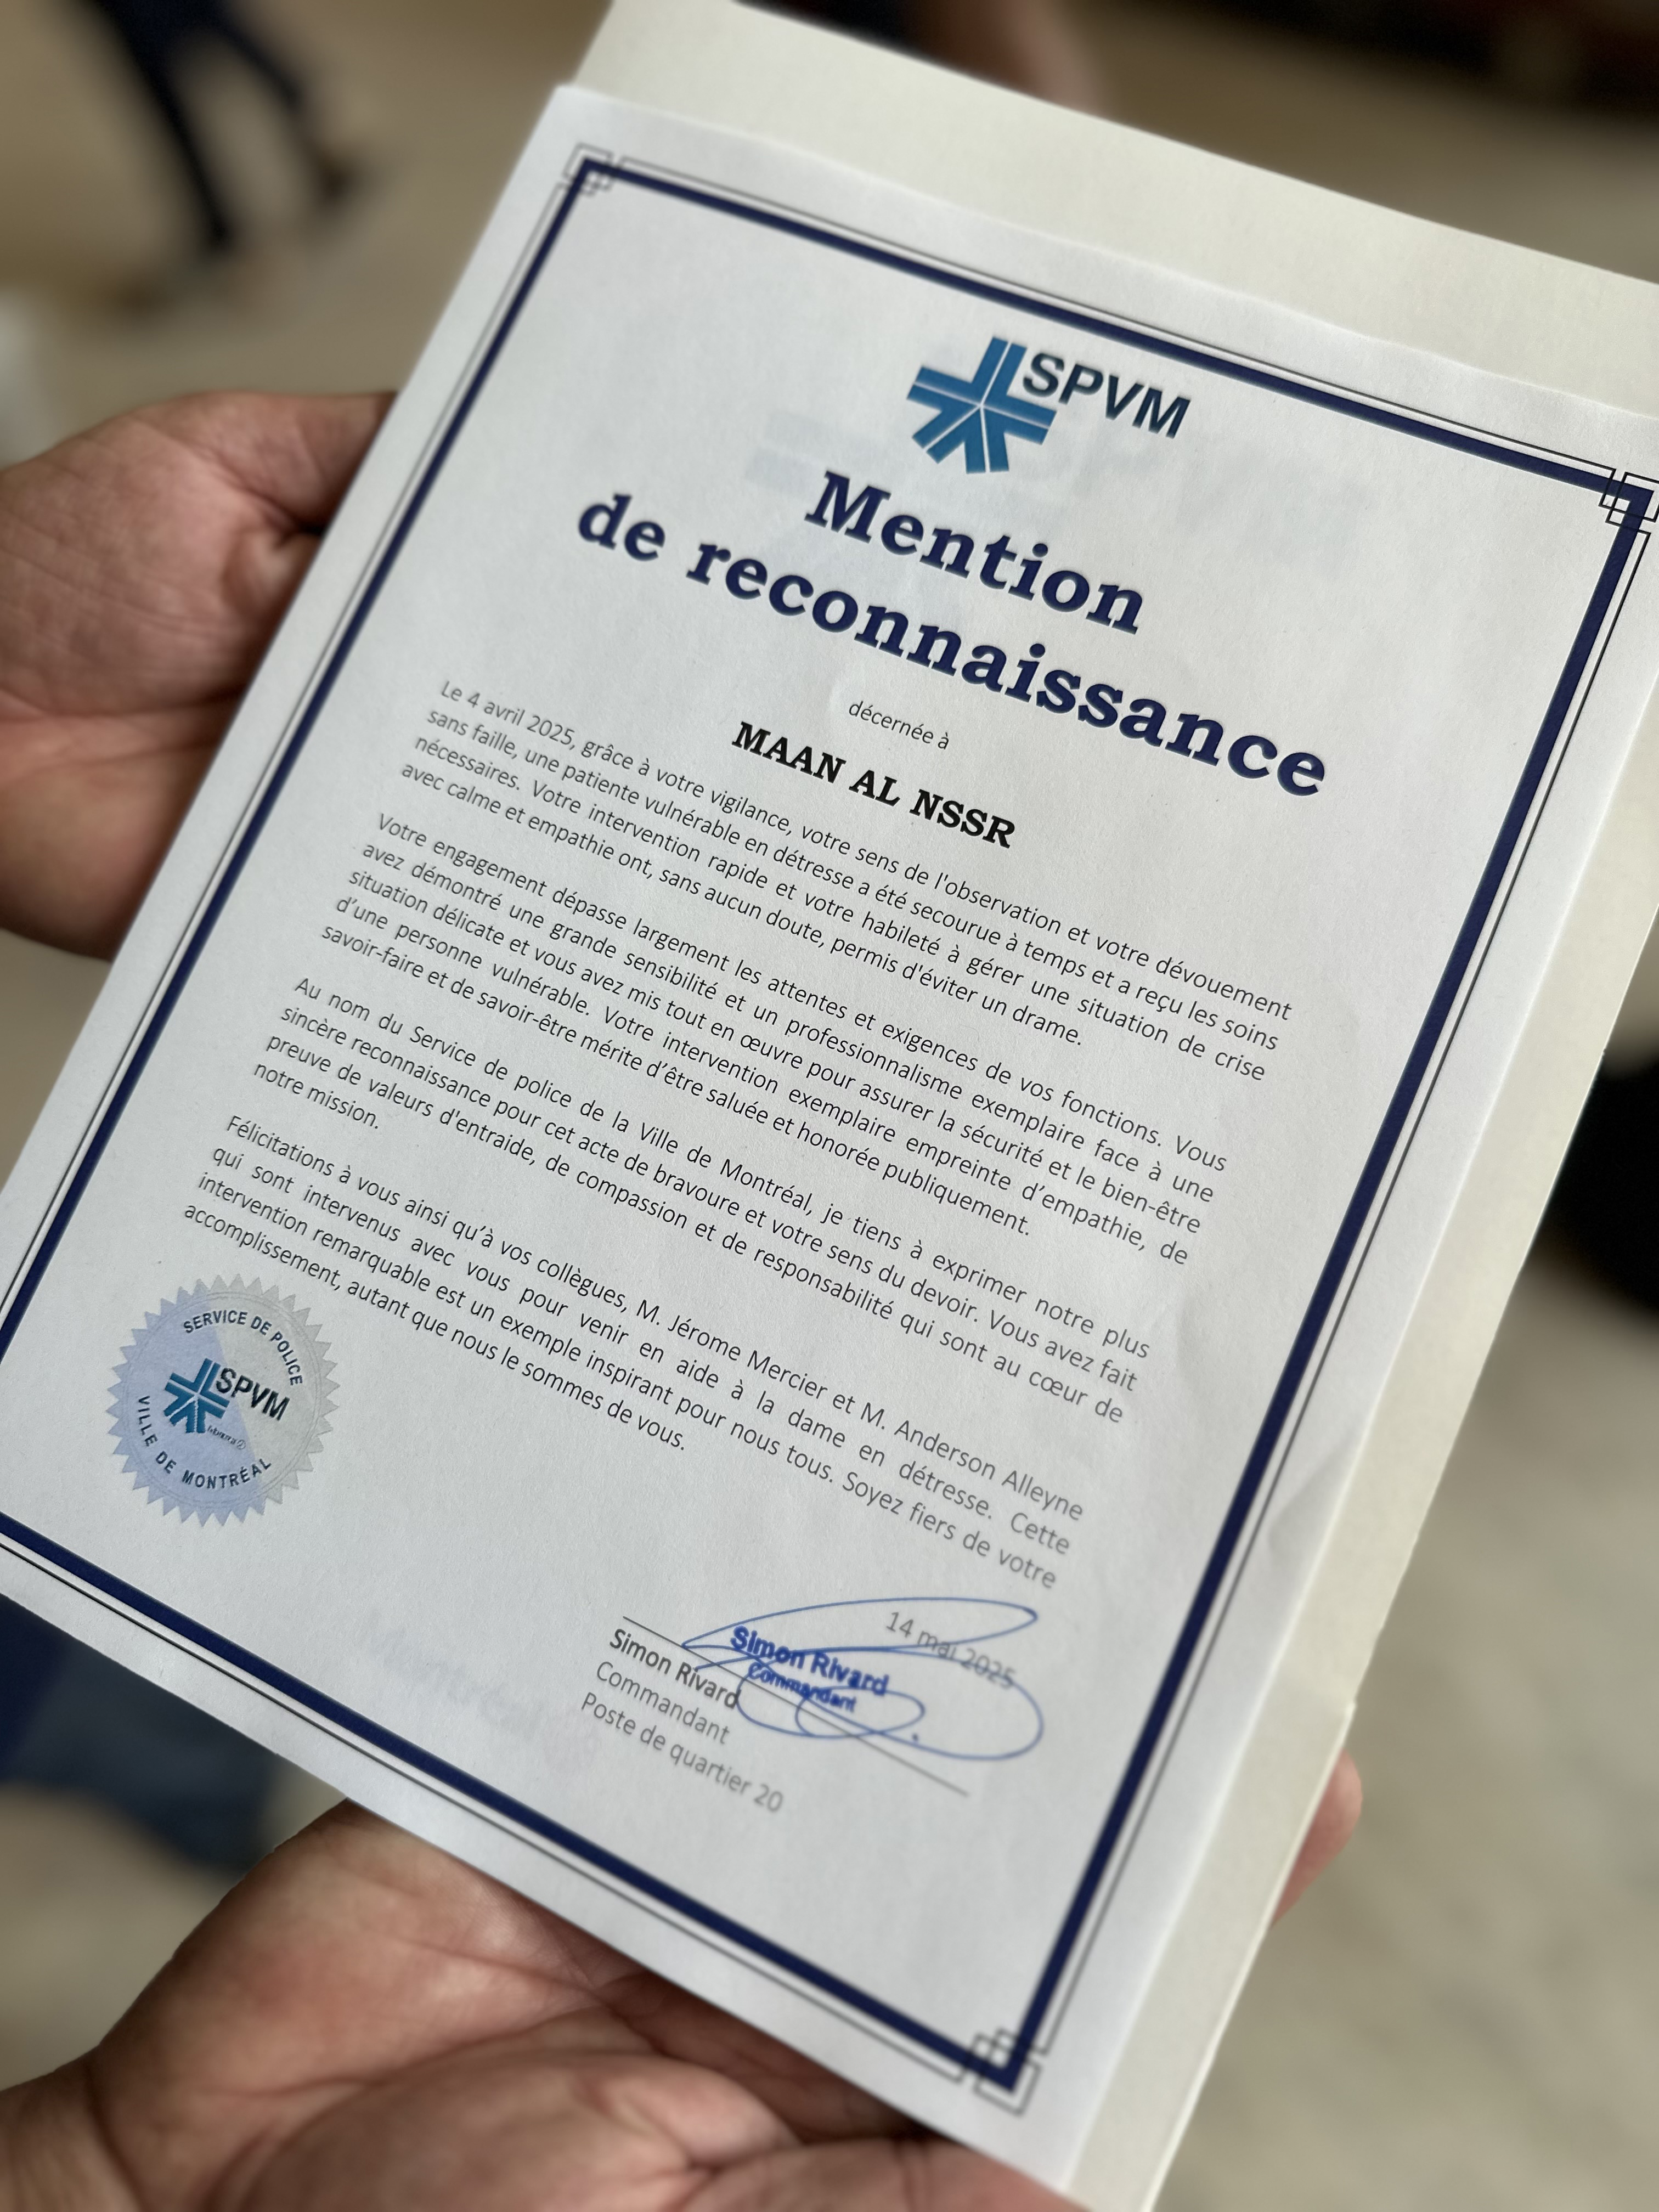 SPVM
Mention
de reconnaissance
décernée à
MAAN AL NSSR
Le 4 avril 2025, grâce à votre vigilance, votre sens de l'observation et votre dévouement
sans faille, une patiente vulnérable en détresse a été secourue à temps et a reçu les soins
nécessaires. Votre intervention rapide et votre habileté à gérer une situation de crise
avec calme et empathie ont, sans aucun doute, permis d'éviter un drame.
Votre engagement dépasse largement les attentes et exigences de vos fonctions. Vous
avez démontré une grande sensibilité et un professionnalisme exemplaire face à une
situation délicate et vous avez mis tout en œuvre pour assurer la sécurité et le bien-être
d’une personne vulnérable. Votre intervention exemplaire empreinte d’empathie, de
savoir-faire et de savoir-être mérite d’être saluée et honorée publiquement.
Au nom du Service de police de la Ville de Montréal, je tiens à exprimer notre plus
sincère reconnaissance pour cet acte de bravoure et votre sens du devoir. Vous avez fait
preuve de valeurs d'entraide, de compassion et de responsabilité qui sont au cœur de
notre mission.
Félicitations à vous ainsi qu’à vos collègues, M. Jérome Mercier et M. Anderson Alleyne
qui sont intervenus avec vous pour venir en aide à la dame en détresse. Cette
intervention remarquable est un exemple inspirant pour nous tous. Soyez fiers de votre
accomplissement, autant que nous le sommes de vous.
SERVICE DE POLICE
SPVM
VILLE DE MONTRÉAL
14 mai 2025
Simon Rivard
Commandant
Simon Rivard
Commandant
Poste de quartier 20